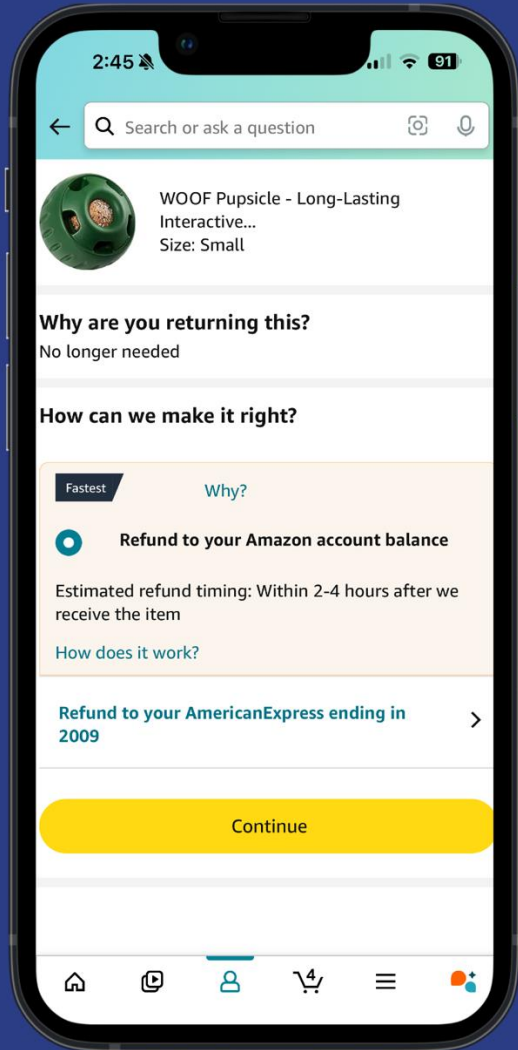 2:45
91
Search or ask a question
WOOF Pupsicle - Long-Lasting
Interactive...
Size: Small
Why are you returning this?
No longer needed
How can we make it right?
Fastest
Why?
Refund to your Amazon account balance
Estimated refund timing: Within 2-4 hours after we
receive the item
How does it work?
Refund to your AmericanExpress ending in
2009
Continue
4